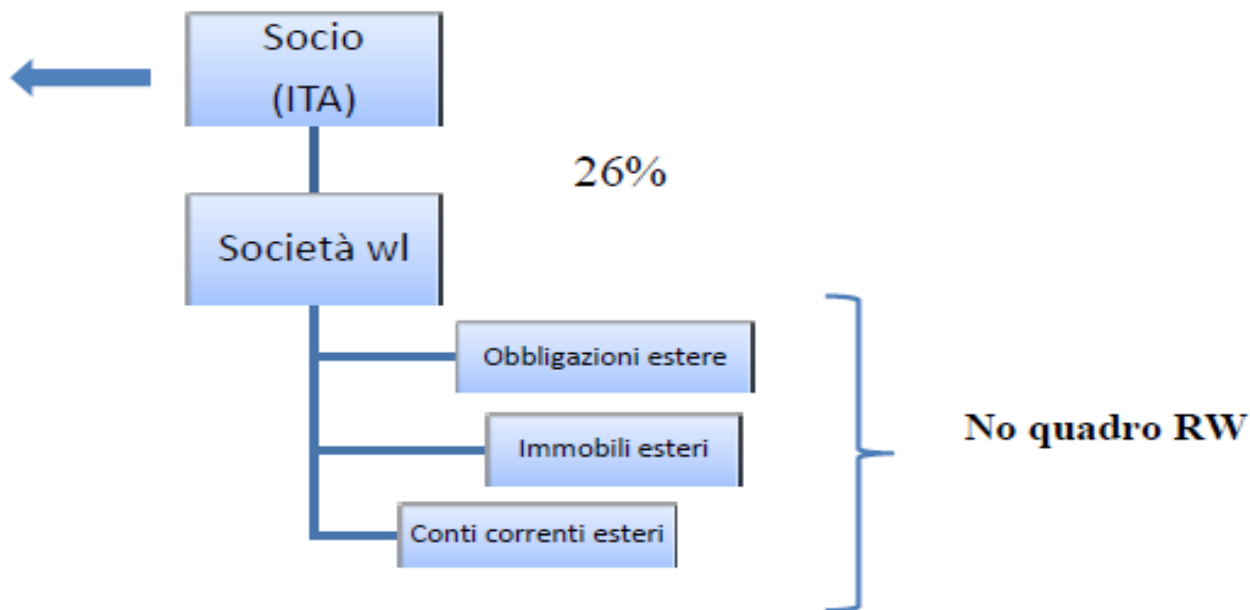 Socio
(ITA)
26%
Società wl
Obbligazioni estere
Immobili esteri
No quadro RW
Conti correnti esteri